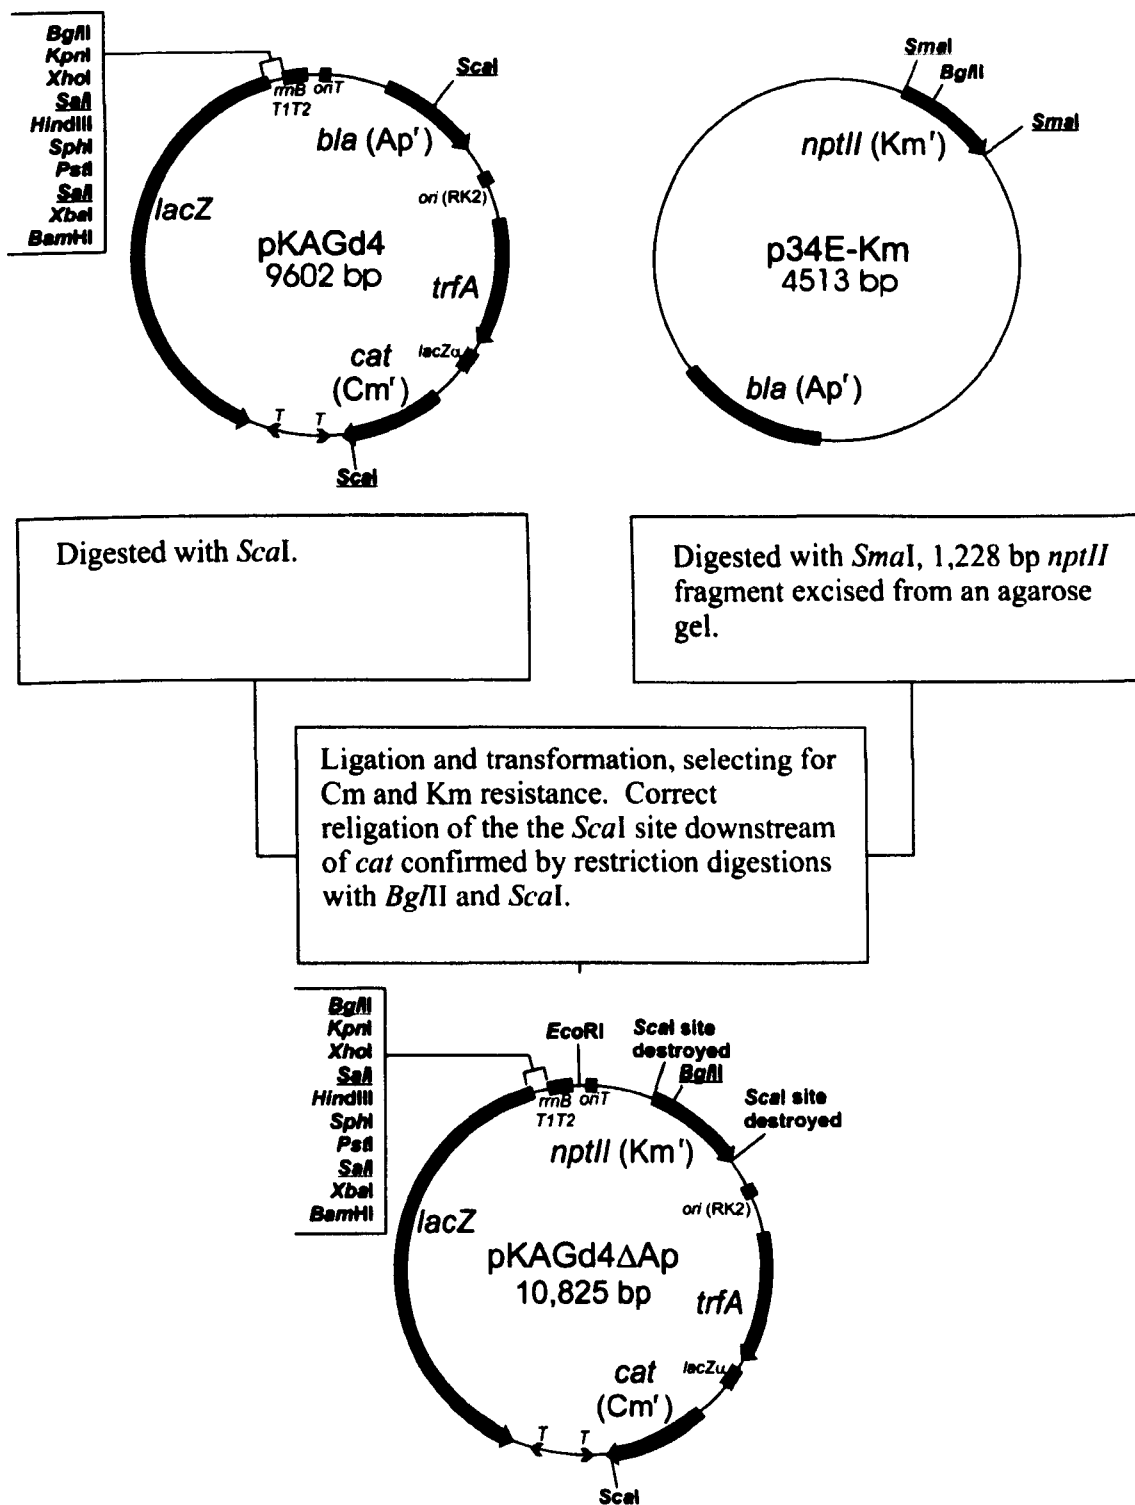 BglII
KpnI
XhoI
SalI
HindIII
SphI
PstI
SalI
XbaI
BamHI
rrnB
T1T2
oriT
ScaI
bla (Apʳ)
ori (RK2)
lacZ
pKAGd4
9602 bp
trfA
lacZα
cat
(Cmʳ)
T T
ScaI
SmaI
BglII
SmaI
nptII (Kmʳ)
p34E-Km
4513 bp
bla (Apʳ)
Digested with ScaI.
Digested with SmaI, 1,228 bp nptII
fragment excised from an agarose
gel.
Ligation and transformation, selecting for
Cm and Km resistance. Correct
religation of the the ScaI site downstream
of cat confirmed by restriction digestions
with BglII and ScaI.
BglII
KpnI
XhoI
SalI
HindIII
SphI
PstI
SalI
XbaI
BamHI
EcoRI
ScaI site
destroyed
BglII
ScaI site
destroyed
rrnB
T1T2
oriT
nptII (Kmʳ)
ori (RK2)
lacZ
pKAGd4ΔAp
10,825 bp
trfA
lacZα
cat
(Cmʳ)
T T
ScaI